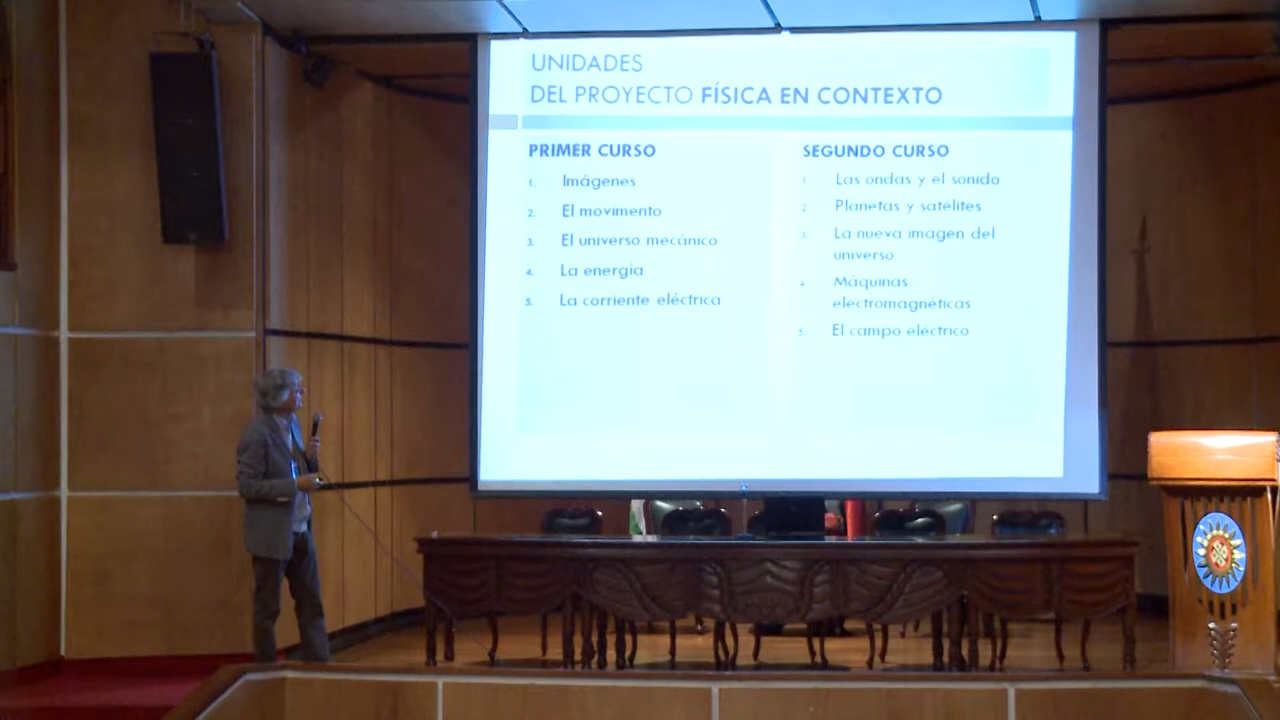 UNIDADES
DEL PROYECTO FÍSICA EN CONTEXTO
PRIMER CURSO
1. Imágenes
2. El movimento
3. El universo mecánico
4. La energía
5. La corriente eléctrica
SEGUNDO CURSO
1. Las ondas y el sonido
2. Planetas y satélites
3. La nueva imagen del
universo
4. Máquinas
electromagnéticas
5. El campo eléctrico